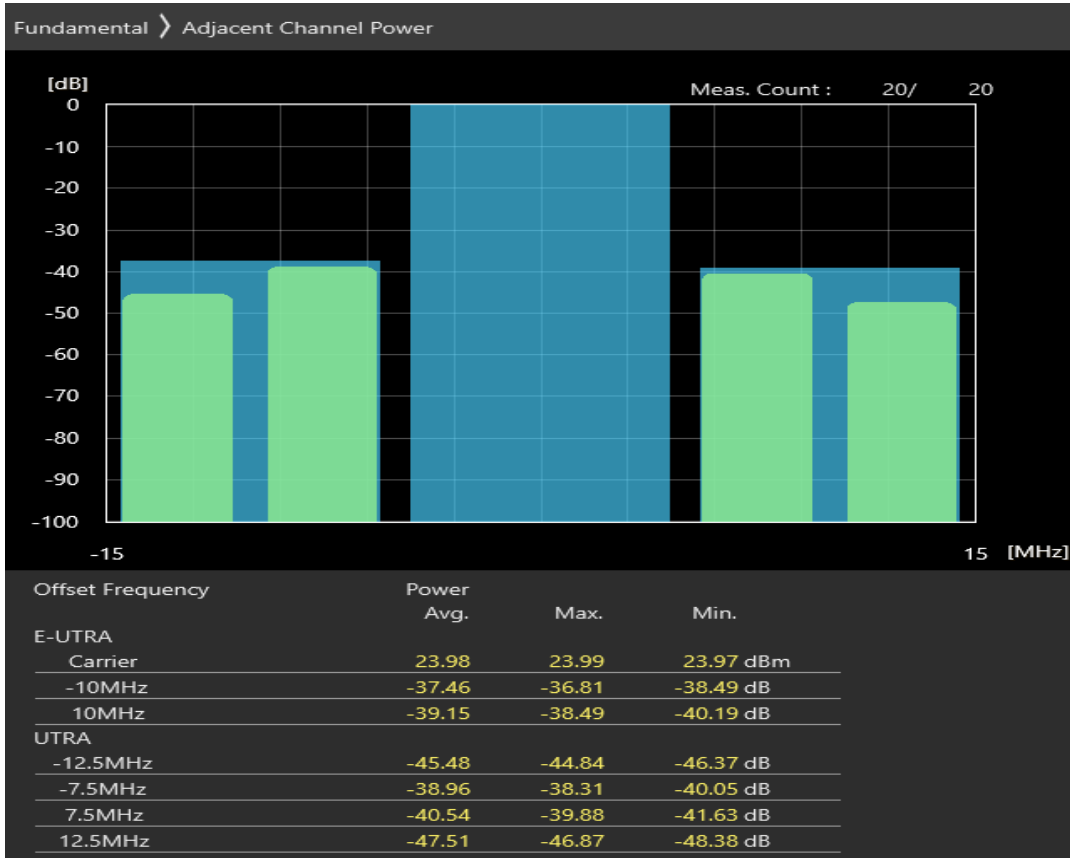 Fundamental 〉 Adjacent Channel Power
[dB]
Meas. Count : 20/ 20
0
-10
-20
-30
-40
-50
-60
-70
-80
-90
-100
-15 15 [MHz]
Offset Frequency Power
Avg. Max. Min.
E-UTRA
Carrier 23.98 23.99 23.97 dBm
-10MHz -37.46 -36.81 -38.49 dB
10MHz -39.15 -38.49 -40.19 dB
UTRA
-12.5MHz -45.48 -44.84 -46.37 dB
-7.5MHz -38.96 -38.31 -40.05 dB
7.5MHz -40.54 -39.88 -41.63 dB
12.5MHz -47.51 -46.87 -48.38 dB